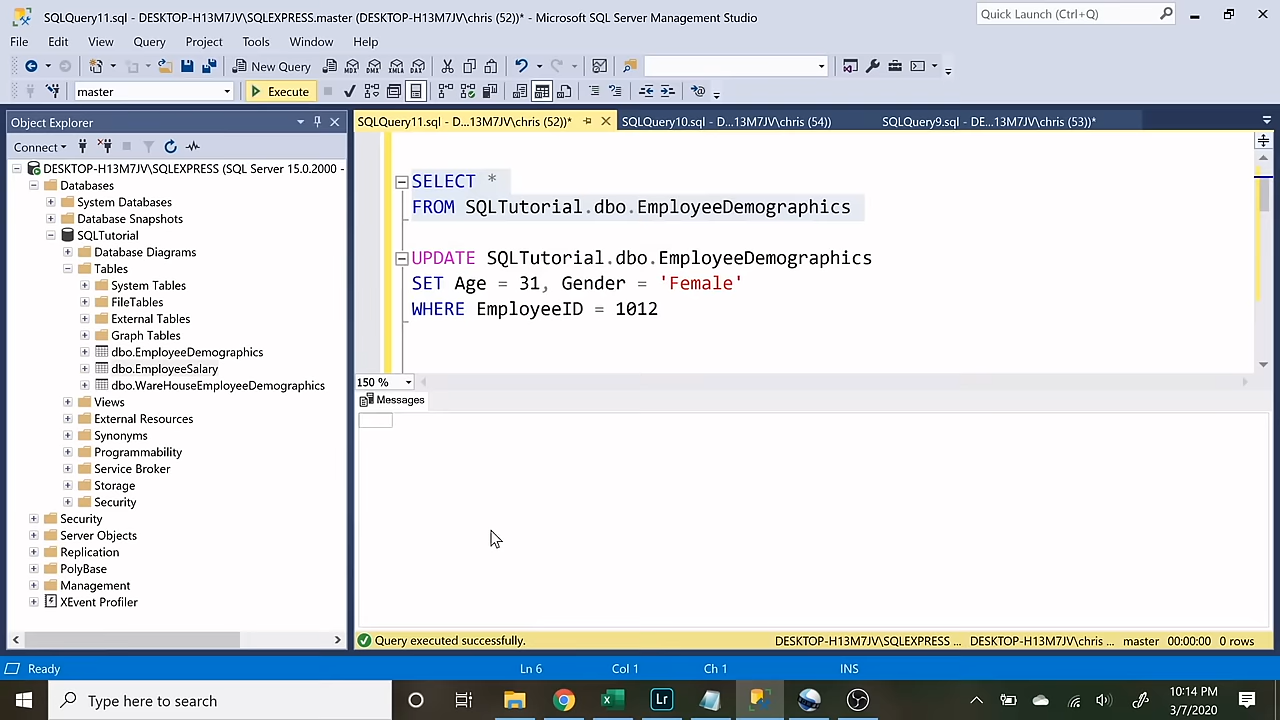 SQLQuery11.sql - DESKTOP-H13M7JV\SQLEXPRESS.master (DESKTOP-H13M7JV\chris (52))* - Microsoft SQL Server Management Studio
Quick Launch (Ctrl+Q)
File Edit View Query Project Tools Window Help
New Query
master
Execute
Object Explorer
Connect
DESKTOP-H13M7JV\SQLEXPRESS (SQL Server 15.0.2000 -
Databases
System Databases
Database Snapshots
SQLTutorial
Database Diagrams
Tables
System Tables
FileTables
External Tables
Graph Tables
dbo.EmployeeDemographics
dbo.EmployeeSalary
dbo.WareHouseEmployeeDemographics
Views
External Resources
Synonyms
Programmability
Service Broker
Storage
Security
Security
Server Objects
Replication
PolyBase
Management
XEvent Profiler
SQLQuery11.sql - D...13M7JV\chris (52))*
SQLQuery10.sql - D...13M7JV\chris (54))
SQLQuery9.sql - DE...13M7JV\chris (53))*
SELECT *
FROM SQLTutorial.dbo.EmployeeDemographics
UPDATE SQLTutorial.dbo.EmployeeDemographics
SET Age = 31, Gender = 'Female'
WHERE EmployeeID = 1012
150 %
Messages
Query executed successfully.
DESKTOP-H13M7JV\SQLEXPRESS ... DESKTOP-H13M7JV\chris ... master 00:00:00 0 rows
Ready
Ln 6 Col 1 Ch 1 INS
Type here to search
Lr
10:14 PM
3/7/2020